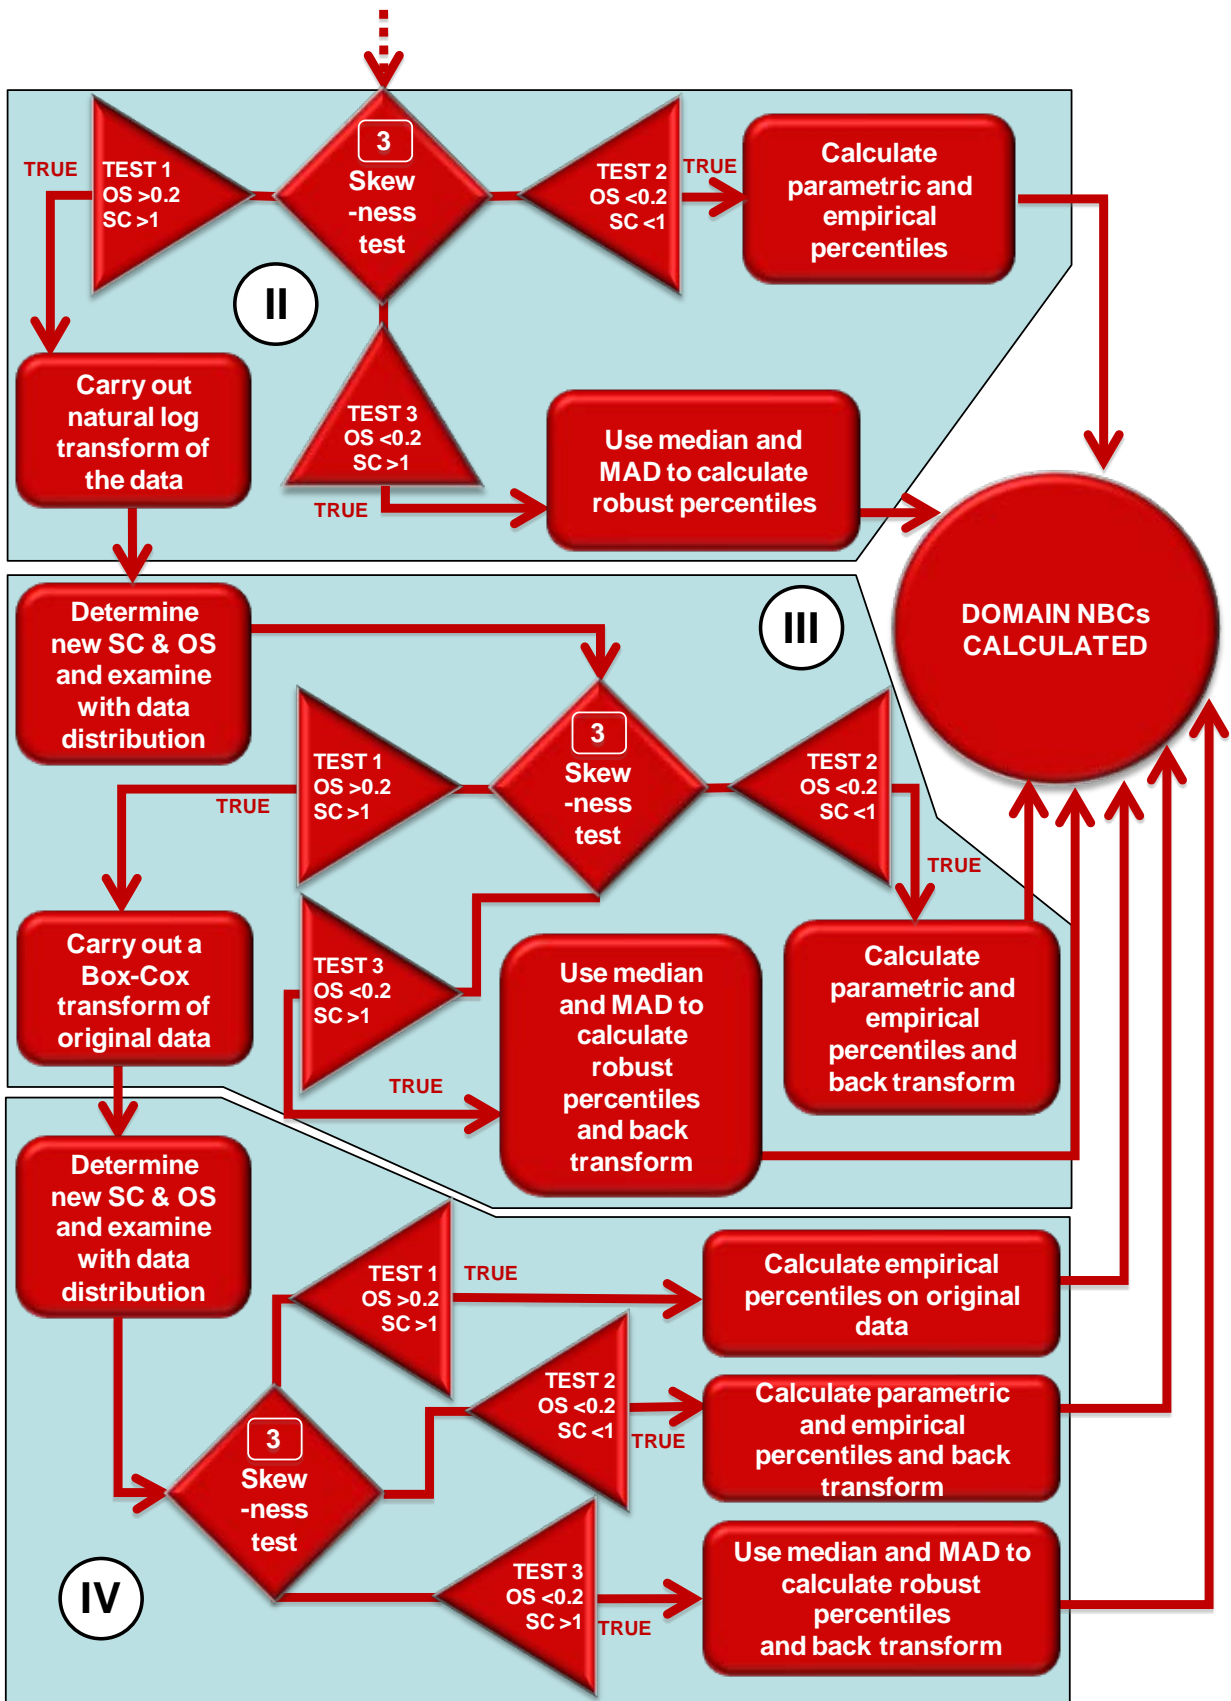 3
Skew
-ness
test
TRUE
TEST 1
OS >0.2
SC >1
TEST 2
OS <0.2
SC <1
TRUE
Calculate
parametric and
empirical
percentiles
II
Carry out
natural log
transform of
the data
TEST 3
OS <0.2
SC >1
TRUE
Use median and
MAD to calculate
robust percentiles
DOMAIN NBCs
CALCULATED
Determine
new SC & OS
and examine
with data
distribution
III
3
Skew
-ness
test
TEST 1
OS >0.2
SC >1
TRUE
TEST 2
OS <0.2
SC <1
TRUE
Carry out a
Box-Cox
transform of
original data
TEST 3
OS <0.2
SC >1
TRUE
Use median
and MAD to
calculate
robust
percentiles
and back
transform
Calculate
parametric and
empirical
percentiles and
back transform
Determine
new SC & OS
and examine
with data
distribution
TEST 1
OS >0.2
SC >1
TRUE
Calculate empirical
percentiles on original
data
3
Skew
-ness
test
TEST 2
OS <0.2
SC <1
TRUE
Calculate parametric
and empirical
percentiles and back
transform
IV
TEST 3
OS <0.2
SC >1
TRUE
Use median and MAD to
calculate robust
percentiles
and back transform